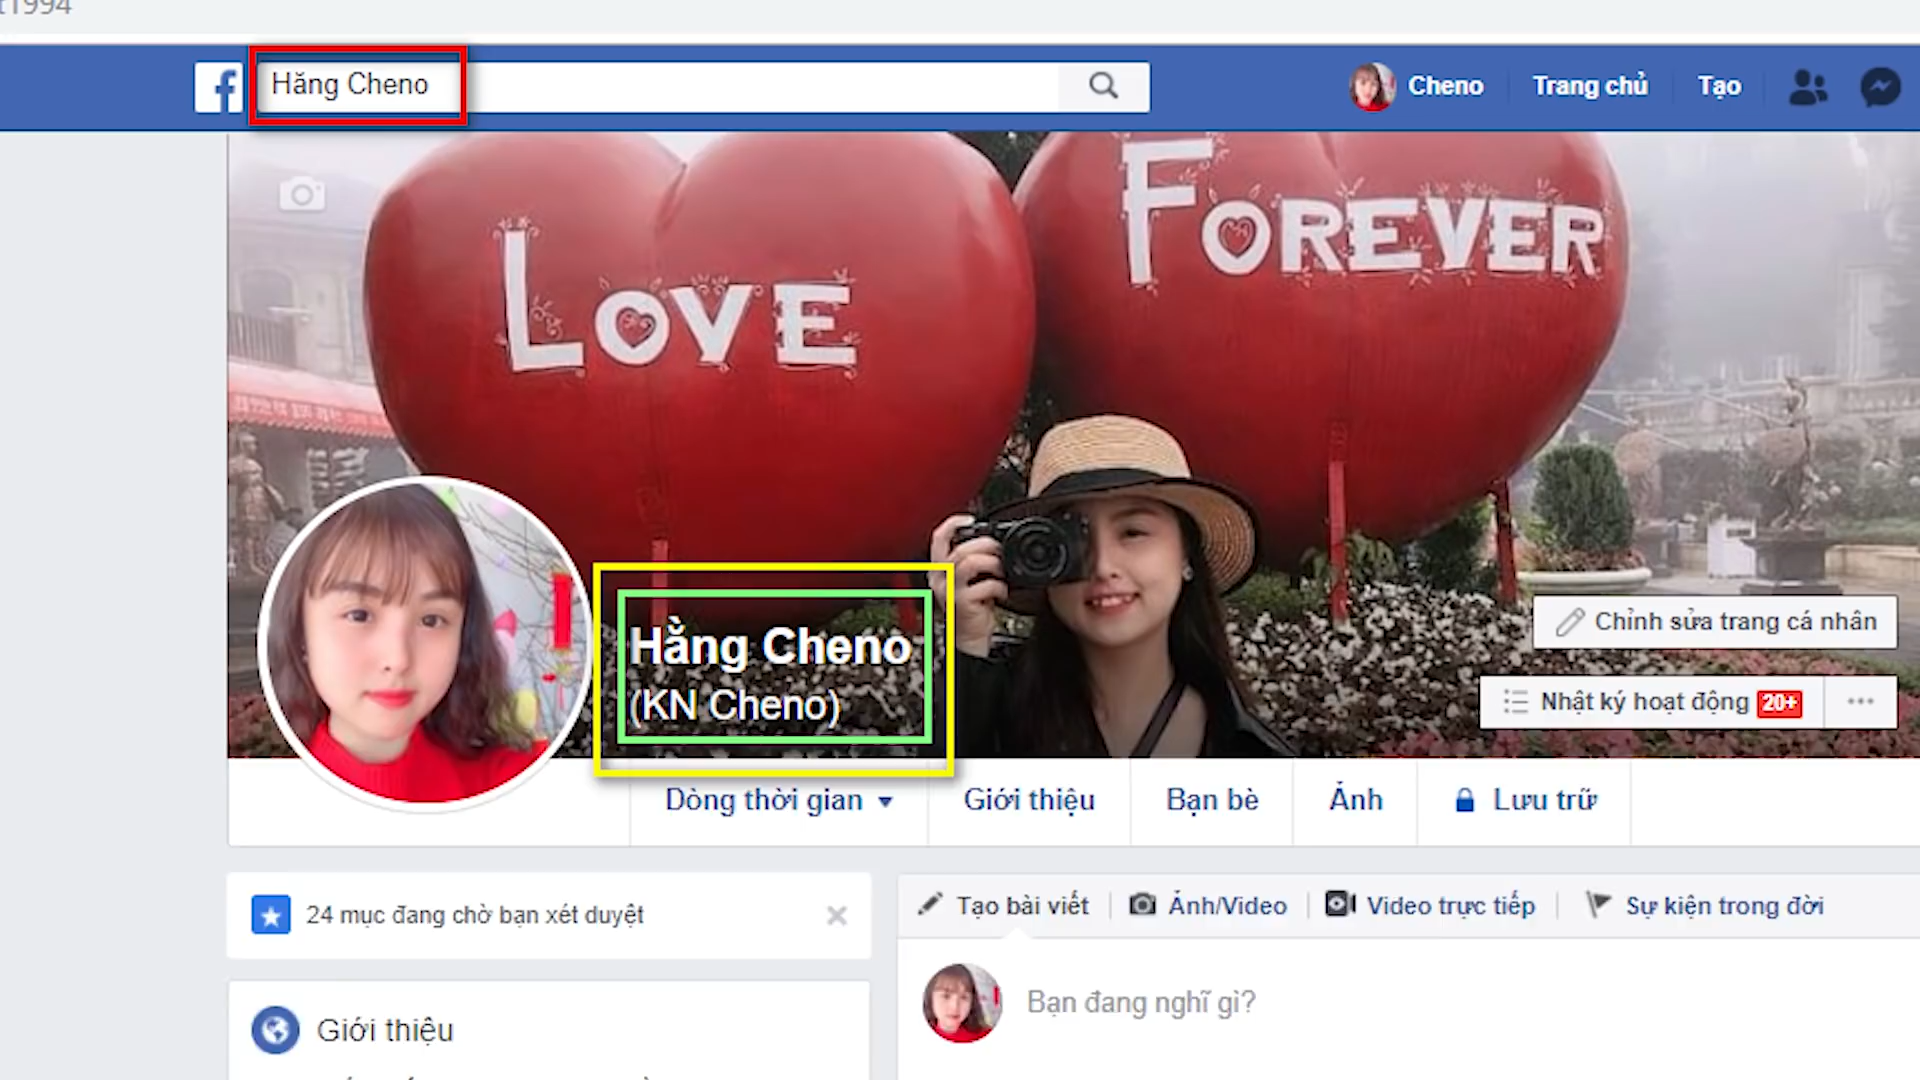 t1994
Hăng Cheno
Cheno
Trang chủ
Tạo
LOVE
FOREVER
Hằng Cheno
(KN Cheno)
Chỉnh sửa trang cá nhân
Nhật ký hoạt động 20+
Dòng thời gian
Giới thiệu
Bạn bè
Ảnh
Lưu trữ
24 mục đang chờ bạn xét duyệt
Tạo bài viết
Ảnh/Video
Video trực tiếp
Sự kiện trong đời
Bạn đang nghĩ gì?
Giới thiệu